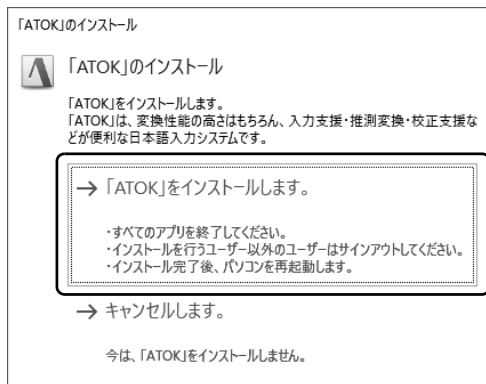 「ATOK」のインストール
「ATOK」のインストール
「ATOK」をインストールします。
「ATOK」は、変換性能の高さはもちろん、入力支援・推測変換・校正支援な
どが便利な日本語入力システムです。
→「ATOK」をインストールします。
・すべてのアプリを終了してください。
・インストールを行うユーザー以外のユーザーはサインアウトしてください。
・インストール完了後、パソコンを再起動します。
→ キャンセルします。
今は、「ATOK」をインストールしません。